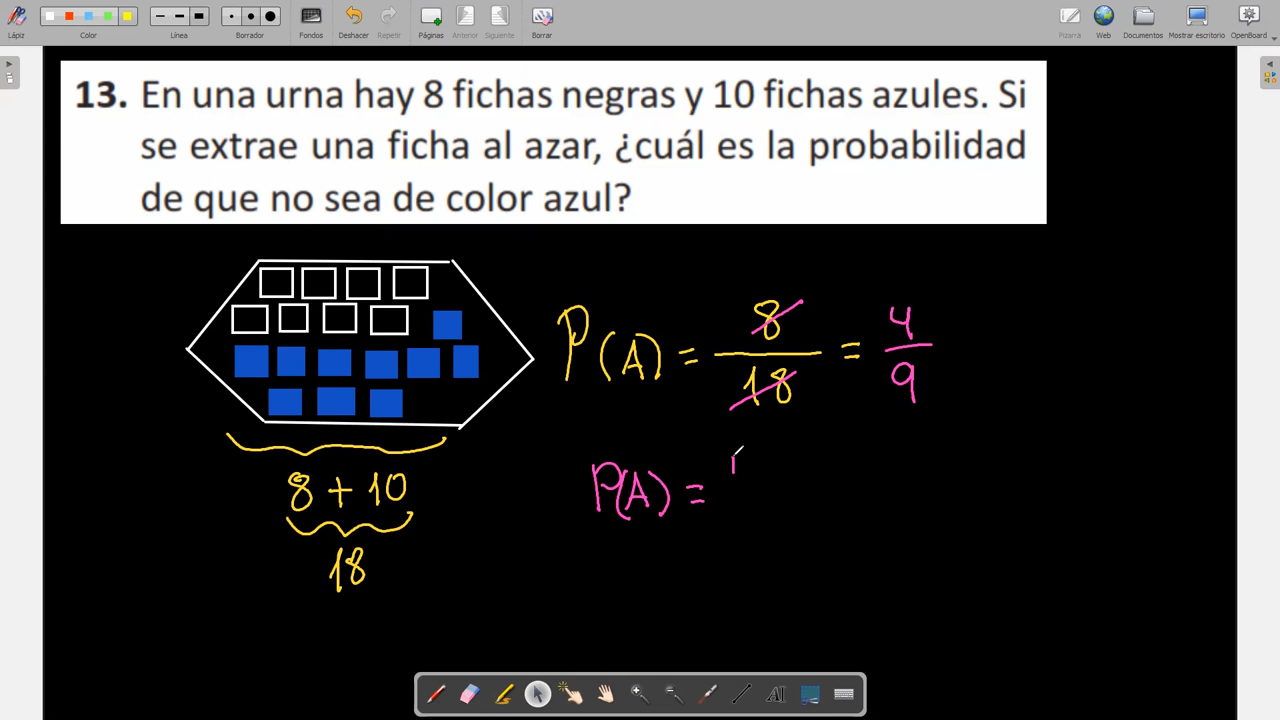 Lápiz Color Línea Borrador Fondos Deshacer Repetir Páginas Anterior Siguiente Borrar Pizarra Web Documentos Mostrar escritorio OpenBoard
13. En una urna hay 8 fichas negras y 10 fichas azules. Si
se extrae una ficha al azar, ¿cuál es la probabilidad
de que no sea de color azul?
P(A) = 8/18 = 4/9
8 + 10
P(A) =
18
AI